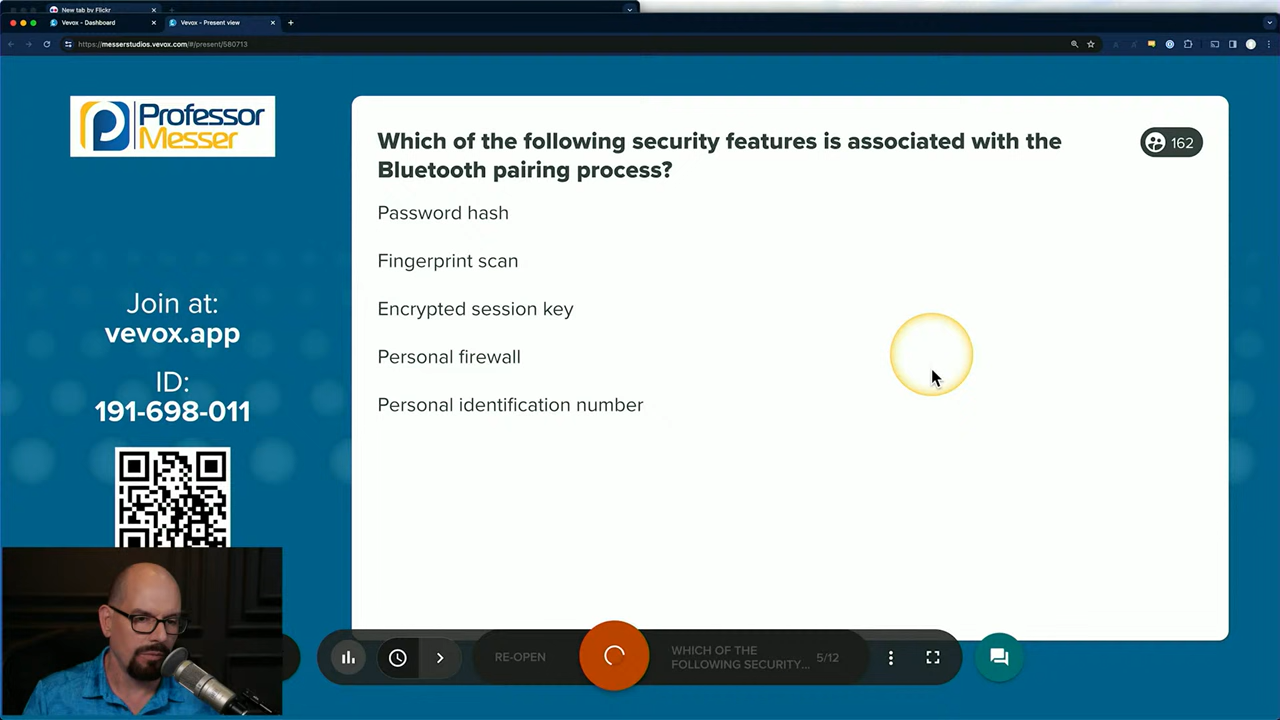 New tab by Flickr
Vevox - Dashboard
Vevox - Present view
https://messerstudios.vevox.com/#/present/580713
Professor
Messer
Which of the following security features is associated with the
Bluetooth pairing process?
162
Password hash
Fingerprint scan
Encrypted session key
Personal firewall
Personal identification number
Join at:
vevox.app
ID:
191-698-011
RE-OPEN
WHICH OF THE
FOLLOWING SECURITY...
5/12